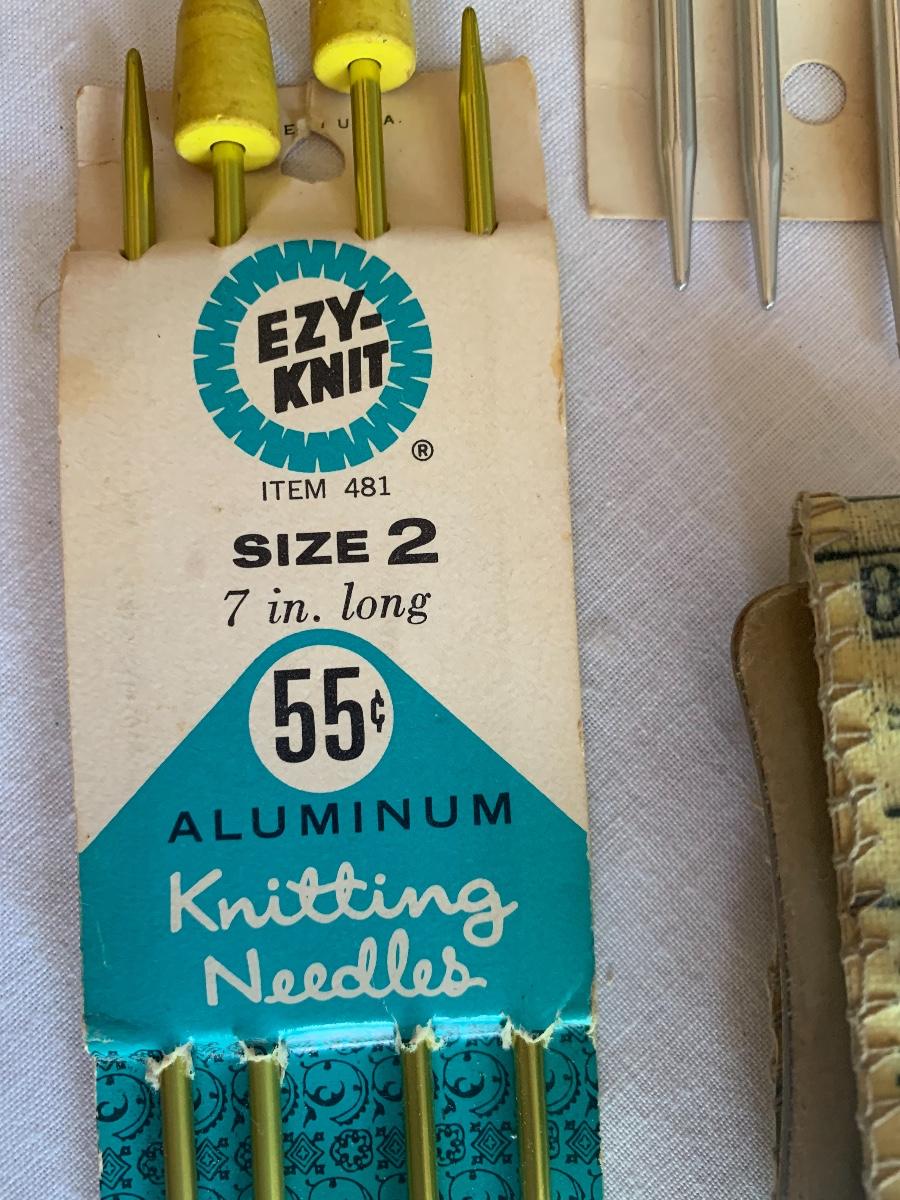 EZY-
KNIT
®
ITEM 481
SIZE 2
7 in. long
55¢
ALUMINUM
Knitting
Needles